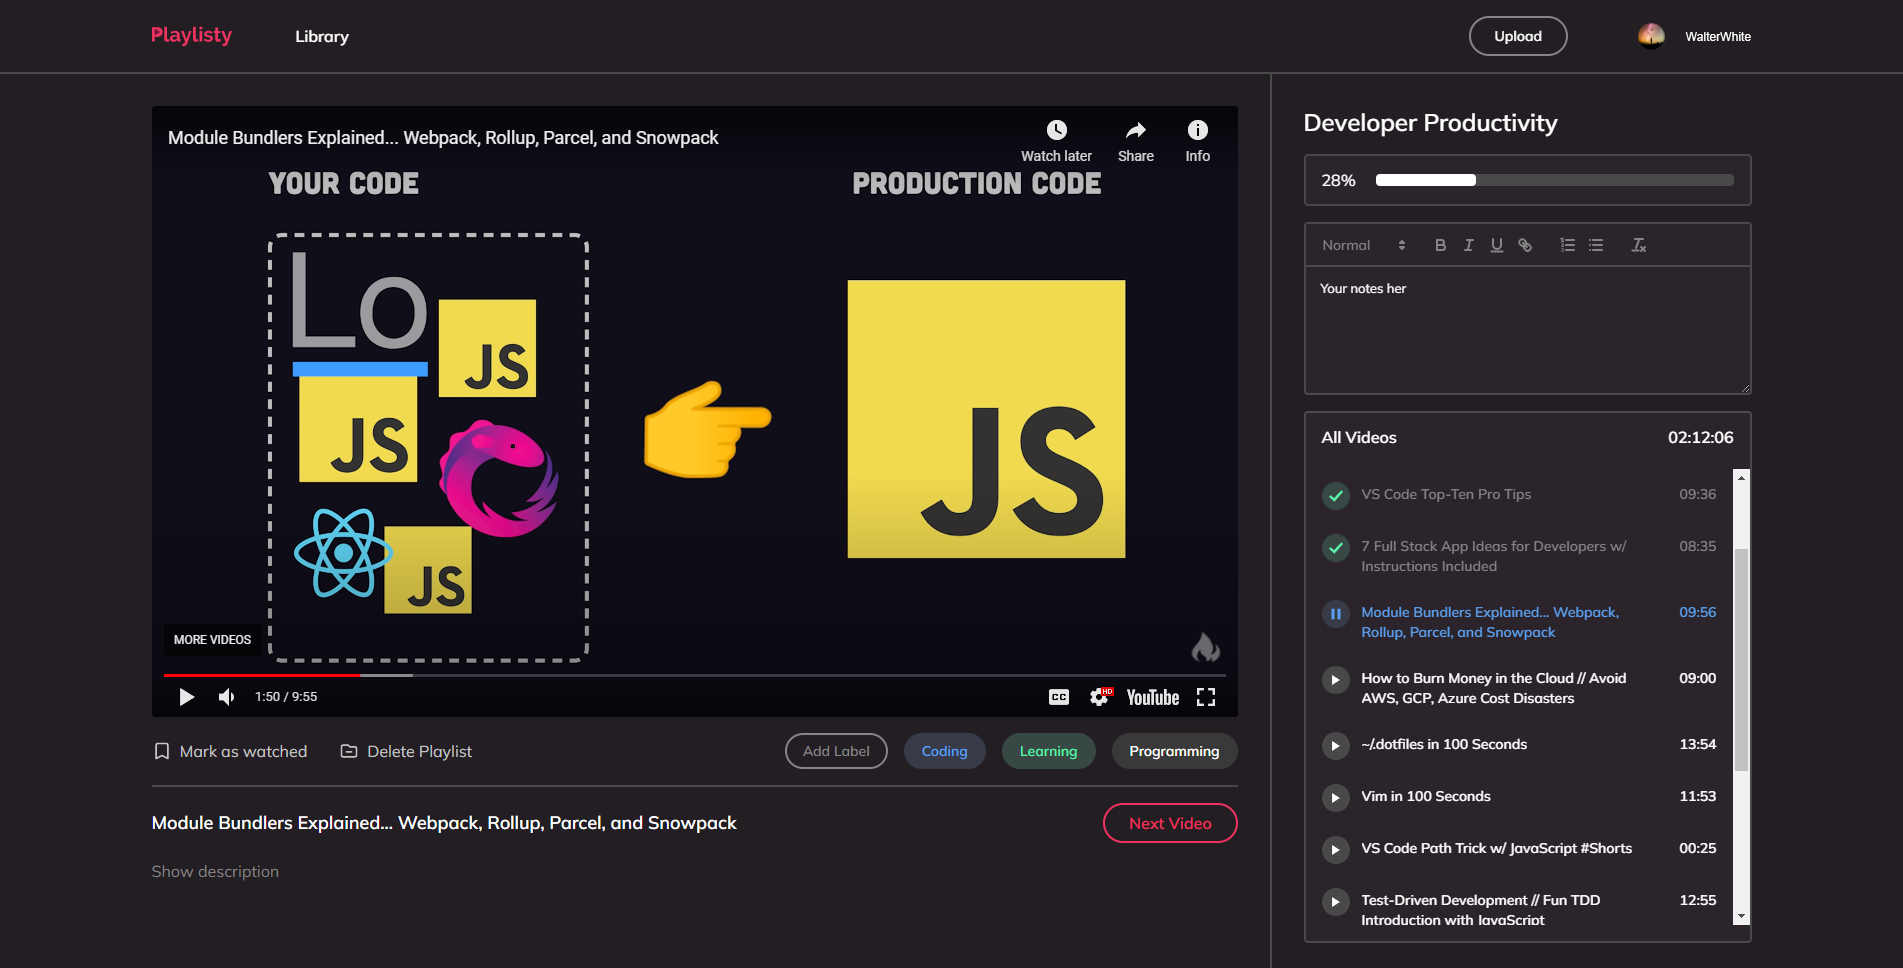 Playlisty
Library
Upload
WalterWhite
Module Bundlers Explained... Webpack, Rollup, Parcel, and Snowpack
Watch later
Share
Info
YOUR CODE
PRODUCTION CODE
Lo
JS
JS
JS
JS
MORE VIDEOS
1:50 / 9:55
CC
HD
YouTube
Mark as watched
Delete Playlist
Add Label
Coding
Learning
Programming
Module Bundlers Explained... Webpack, Rollup, Parcel, and Snowpack
Next Video
Show description
Developer Productivity
28%
Normal
B I U
Your notes her
All Videos
02:12:06
VS Code Top-Ten Pro Tips
09:36
7 Full Stack App Ideas for Developers w/
Instructions Included
08:35
Module Bundlers Explained... Webpack,
Rollup, Parcel, and Snowpack
09:56
How to Burn Money in the Cloud // Avoid
AWS, GCP, Azure Cost Disasters
09:00
~/.dotfiles in 100 Seconds
13:54
Vim in 100 Seconds
11:53
VS Code Path Trick w/ JavaScript #Shorts
00:25
Test-Driven Development // Fun TDD
Introduction with JavaScript
12:55